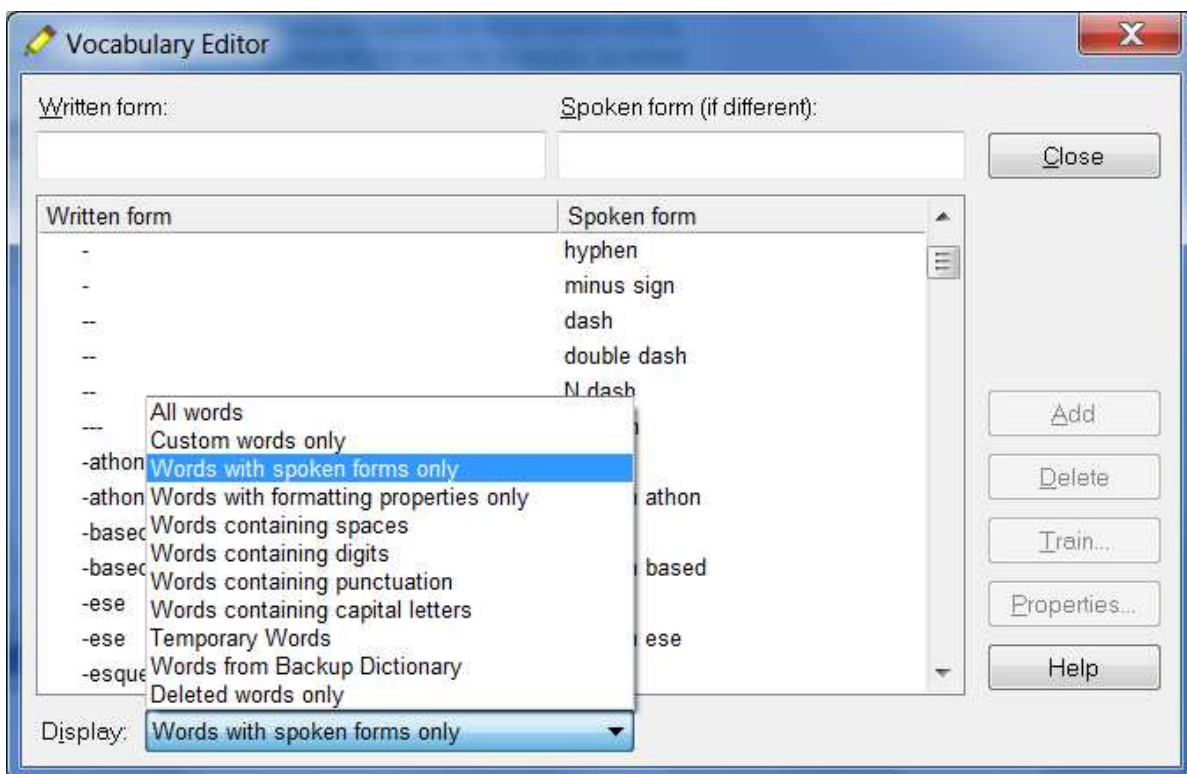 Vocabulary Editor
X
Written form: Spoken form (if different):
Close
Written form Spoken form
- hyphen
- minus sign
-- dash
-- double dash
-- N dash
---
All words
Custom words only
-athon
Words with spoken forms only
-athon athon
Words with formatting properties only
-based
Words containing spaces
Words containing digits
-based based
Words containing punctuation
-ese
Words containing capital letters
-ese ese
Temporary Words
-esque
Words from Backup Dictionary
Deleted words only
Add
Delete
Train...
Properties...
Help
Display: Words with spoken forms only